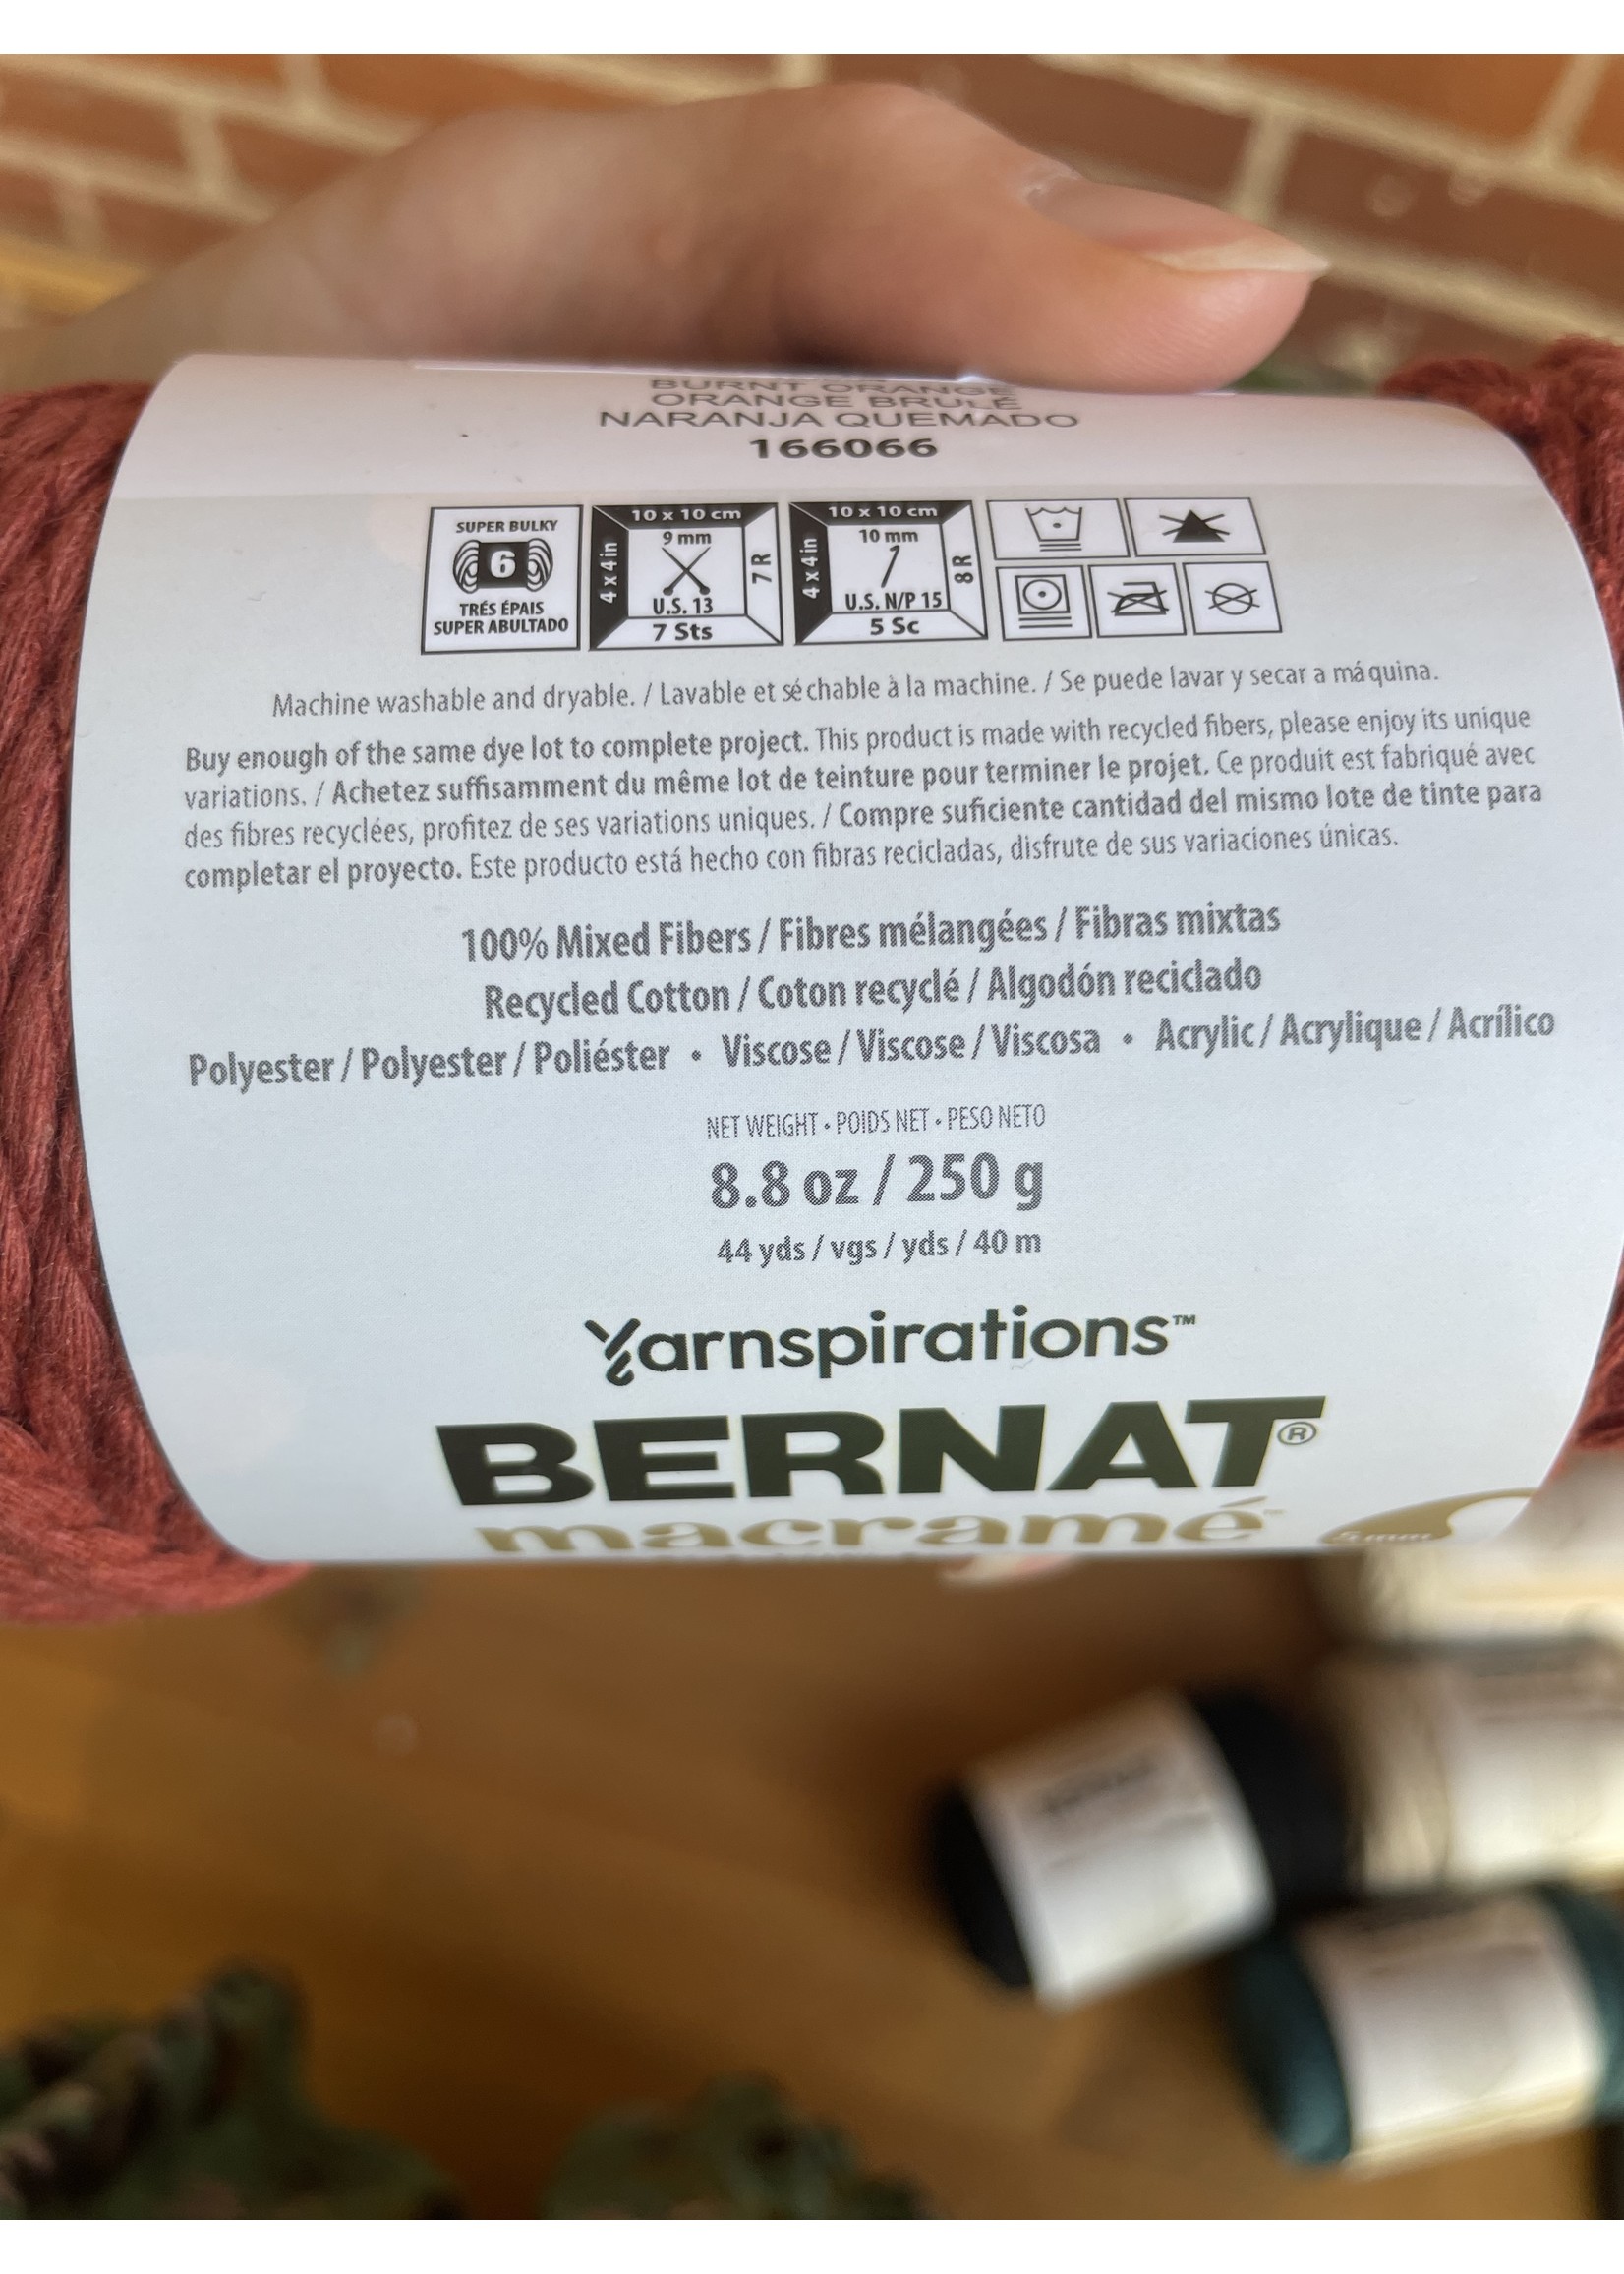 BURNT ORANGE
ORANGE BRULÉ
NARANJA QUEMADO
166066
SUPER BULKY
6
TRÉS ÉPAIS
SUPER ABULTADO
10 x 10 cm
4 x 4 in
9 mm
U.S. 13
7 R
7 Sts
10 x 10 cm
4 x 4 in
10 mm
U.S. N/P 15
8 R
5 Sc
Machine washable and dryable. / Lavable et séchable à la machine. / Se puede lavar y secar a máquina.
Buy enough of the same dye lot to complete project. This product is made with recycled fibers, please enjoy its unique
variations. / Achetez suffisamment du même lot de teinture pour terminer le projet. Ce produit est fabriqué avec
des fibres recyclées, profitez de ses variations uniques. / Compre suficiente cantidad del mismo lote de tinte para
completar el proyecto. Este producto está hecho con fibras recicladas, disfrute de sus variaciones únicas.
100% Mixed Fibers / Fibres mélangées / Fibras mixtas
Recycled Cotton / Coton recyclé / Algodón reciclado
Polyester / Polyester / Poliéster • Viscose / Viscose / Viscosa • Acrylic / Acrylique / Acrílico
NET WEIGHT • POIDS NET • PESO NETO
8.8 oz / 250 g
44 yds / vgs / yds / 40 m
Yarnspirations™
BERNAT®
macramé™
5 mm